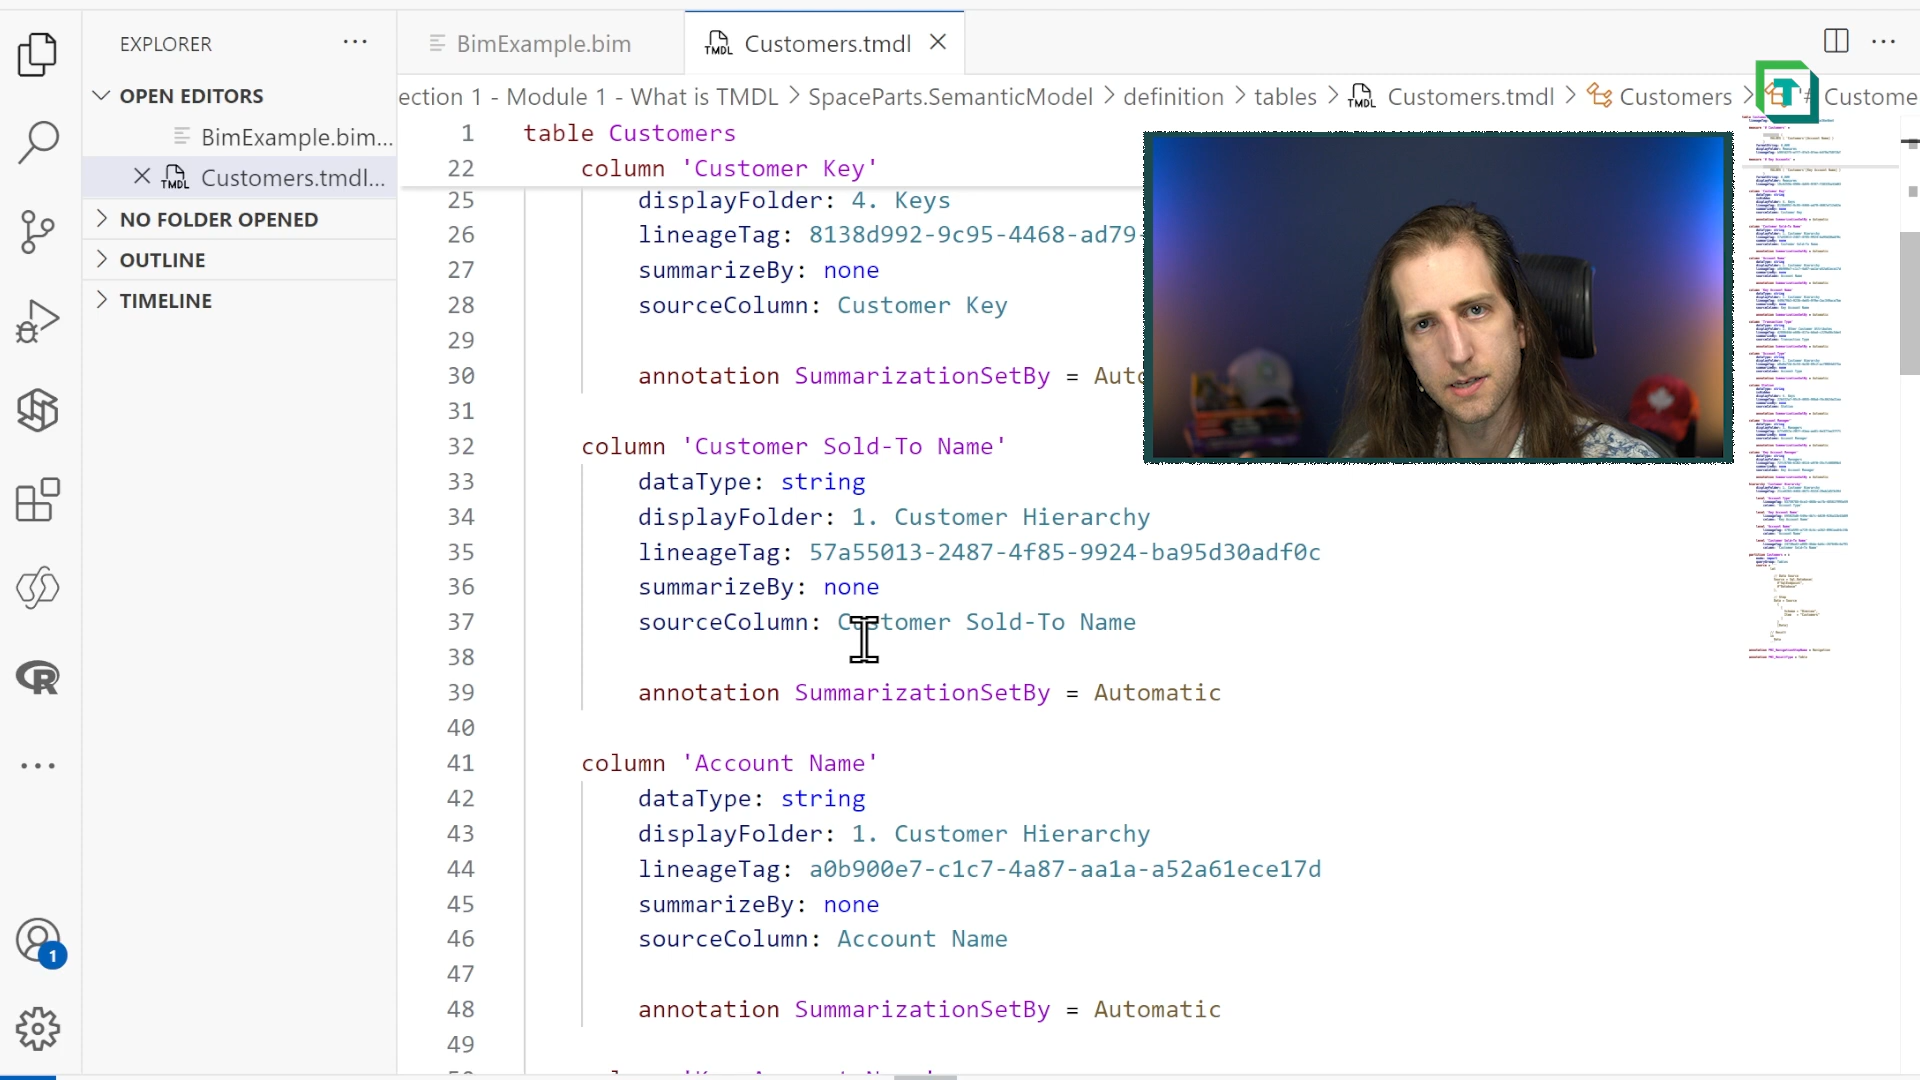 EXPLORER
OPEN EDITORS
BimExample.bim...
TMDL Customers.tmdl...
NO FOLDER OPENED
OUTLINE
TIMELINE
1
BimExample.bim
TMDL Customers.tmdl
ection 1 - Module 1 - What is TMDL > SpaceParts.SemanticModel > definition > tables > TMDL Customers.tmdl > Customers > '# Custome
1 table Customers
22 column 'Customer Key'
25 displayFolder: 4. Keys
26 lineageTag: 8138d992-9c95-4468-ad79-
27 summarizeBy: none
28 sourceColumn: Customer Key
29
30 annotation SummarizationSetBy = Auto
31
32 column 'Customer Sold-To Name'
33 dataType: string
34 displayFolder: 1. Customer Hierarchy
35 lineageTag: 57a55013-2487-4f85-9924-ba95d30adf0c
36 summarizeBy: none
37 sourceColumn: Customer Sold-To Name
38
39 annotation SummarizationSetBy = Automatic
40
41 column 'Account Name'
42 dataType: string
43 displayFolder: 1. Customer Hierarchy
44 lineageTag: a0b900e7-c1c7-4a87-aa1a-a52a61ece17d
45 summarizeBy: none
46 sourceColumn: Account Name
47
48 annotation SummarizationSetBy = Automatic
49